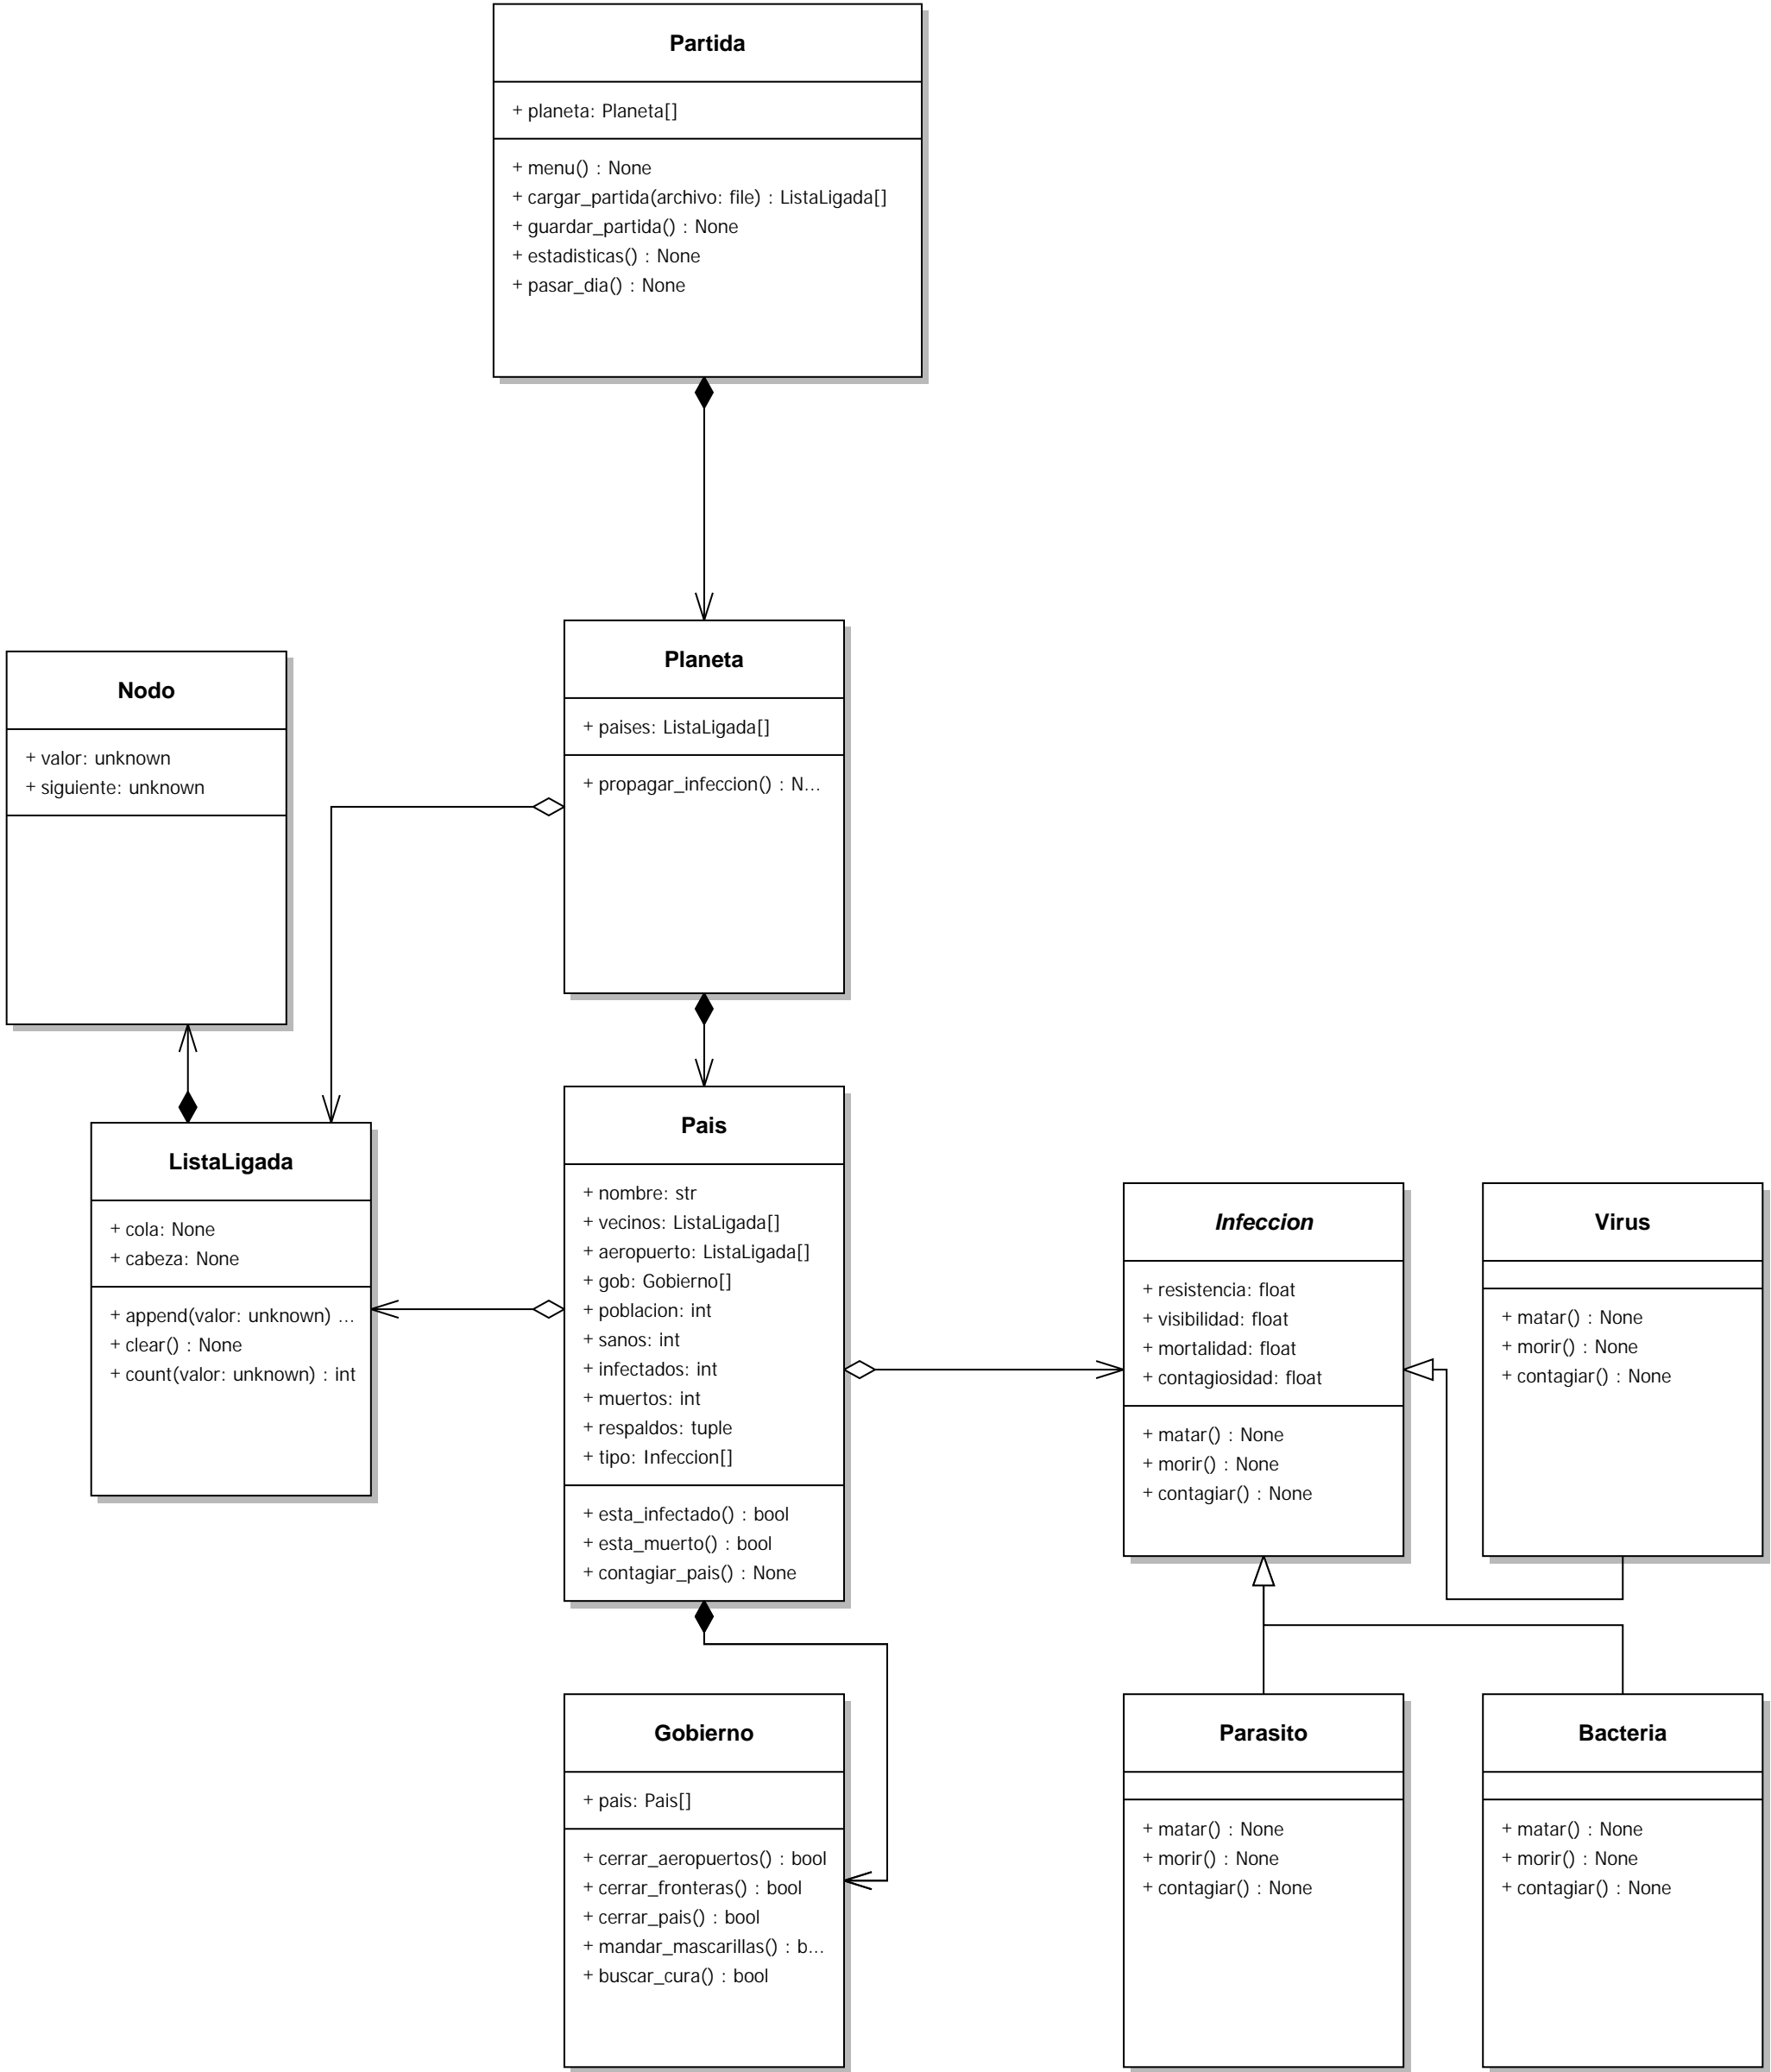 Partida
+ planeta: Planeta[]
+ menu() : None
+ cargar_partida(archivo: file) : ListaLigada[]
+ guardar_partida() : None
+ estadisticas() : None
+ pasar_dia() : None
Planeta
+ paises: ListaLigada[]
+ propagar_infeccion() : N...
Nodo
+ valor: unknown
+ siguiente: unknown
ListaLigada
+ cola: None
+ cabeza: None
+ append(valor: unknown) ...
+ clear() : None
+ count(valor: unknown) : int
Pais
+ nombre: str
+ vecinos: ListaLigada[]
+ aeropuerto: ListaLigada[]
+ gob: Gobierno[]
+ poblacion: int
+ sanos: int
+ infectados: int
+ muertos: int
+ respaldos: tuple
+ tipo: Infeccion[]
+ esta_infectado() : bool
+ esta_muerto() : bool
+ contagiar_pais() : None
Infeccion
+ resistencia: float
+ visibilidad: float
+ mortalidad: float
+ contagiosidad: float
+ matar() : None
+ morir() : None
+ contagiar() : None
Virus
+ matar() : None
+ morir() : None
+ contagiar() : None
Gobierno
+ pais: Pais[]
+ cerrar_aeropuertos() : bool
+ cerrar_fronteras() : bool
+ cerrar_pais() : bool
+ mandar_mascarillas() : b...
+ buscar_cura() : bool
Parasito
+ matar() : None
+ morir() : None
+ contagiar() : None
Bacteria
+ matar() : None
+ morir() : None
+ contagiar() : None